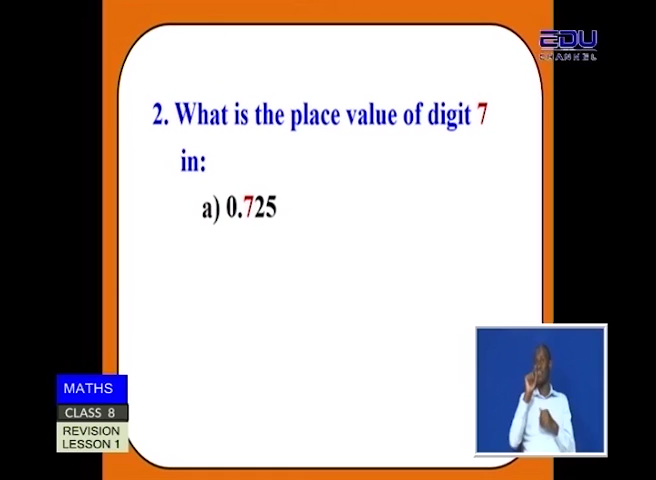 EDU
CHANNEL
2. What is the place value of digit 7
in:
a) 0.725
MATHS
CLASS 8
REVISION
LESSON 1